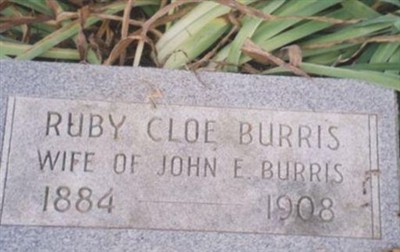 RUBY CLOE BURRIS
WIFE OF JOHN E. BURRIS
1884 — 1908